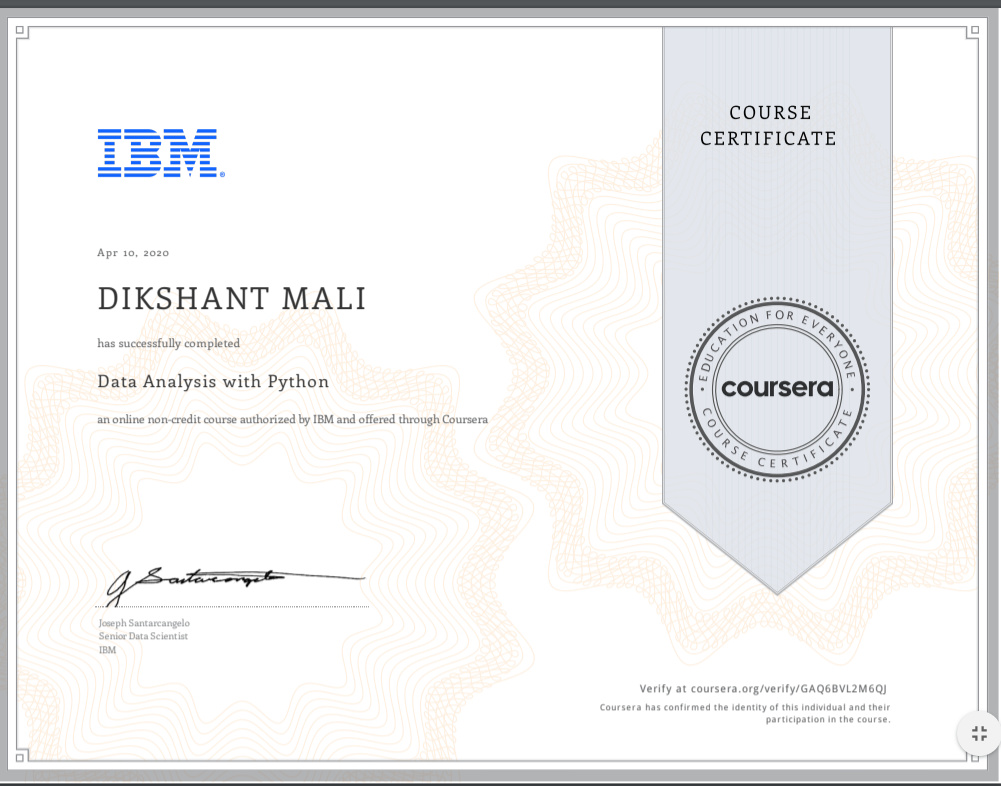 IBM®
Apr 10, 2020
DIKSHANT MALI
has successfully completed
Data Analysis with Python
an online non-credit course authorized by IBM and offered through Coursera
Joseph Santarcangelo
Senior Data Scientist
IBM
COURSE
CERTIFICATE
• EDUCATION FOR EVERYONE •
coursera
COURSE CERTIFICATE
Verify at coursera.org/verify/GAQ6BVL2M6QJ
Coursera has confirmed the identity of this individual and their
participation in the course.